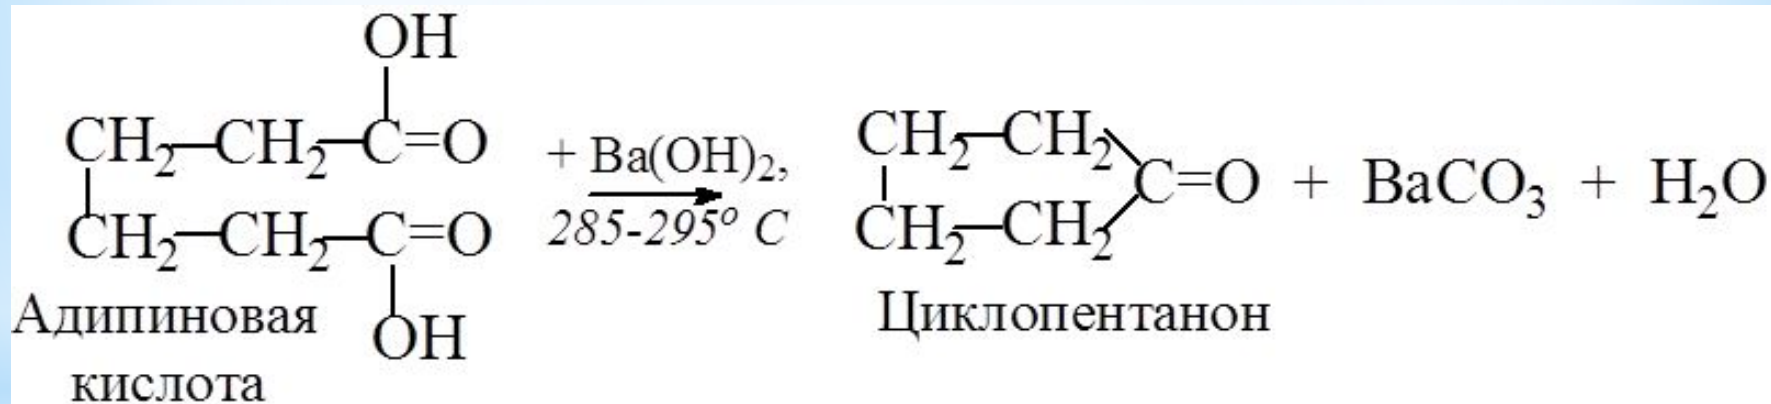 OH
CH₂–CH₂–C=O
CH₂–CH₂–C=O
OH
Адипиновая
кислота
+ Ba(OH)₂,
285-295º C
CH₂–CH₂
C=O + BaCO₃ + H₂O
CH₂–CH₂
Циклопентанон